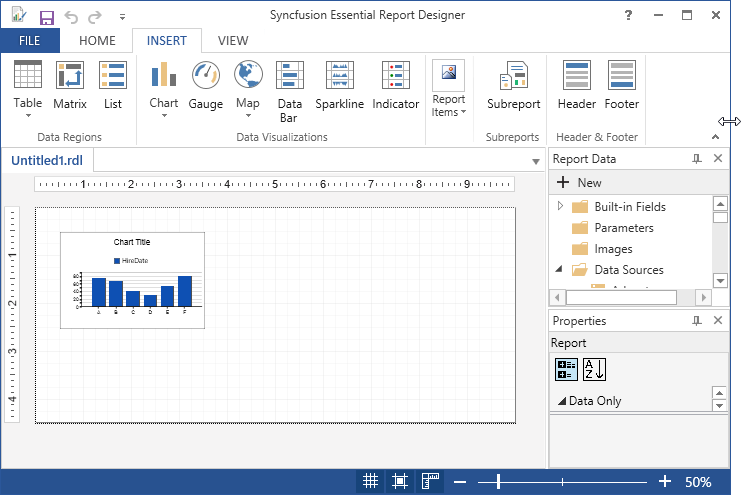 Syncfusion Essential Report Designer
?
FILE HOME INSERT VIEW
Table Matrix List Chart Gauge Map Data Bar Sparkline Indicator Report Items Subreport Header Footer
Data Regions Data Visualizations Subreports Header & Footer
Untitled1.rdl
1 2 3 4 5 6 7 8 9
1
2
3
4
Chart Title
HireDate
80
60
40
20
0
A B C D E F
Report Data
New
Built-in Fields
Parameters
Images
Data Sources
Properties
Report
A Z
Data Only
50%